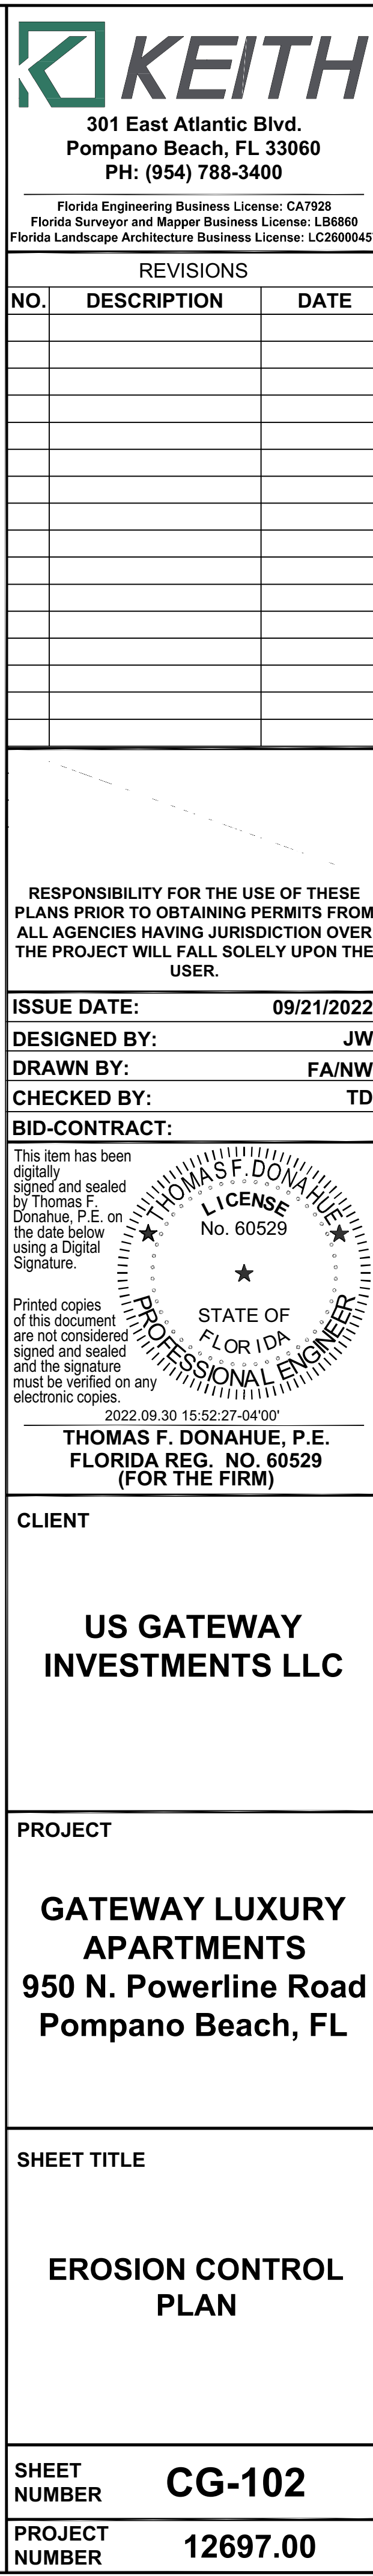 KEITH
301 East Atlantic Blvd.
Pompano Beach, FL 33060
PH: (954) 788-3400
Florida Engineering Business License: CA7928
Florida Surveyor and Mapper Business License: LB6860
Florida Landscape Architecture Business License:
REVISIONS
NO. DESCRIPTION DATE
RESPONSIBILITY FOR THE USE OF THESE
PLANS PRIOR TO OBTAINING PERMITS FROM
ALL AGENCIES HAVING JURISDICTION OVER
THE PROJECT WILL FALL SOLELY UPON THE
USER.
ISSUE DATE: 09/21/2022
DESIGNED BY: JW
DRAWN BY: FA/NW
CHECKED BY: TD
BID-CONTRACT:
This item has been
digitally
signed and sealed
by Thomas F.
Donahue, P.E. on
the date below
using a Digital
Signature.
Printed copies
of this document
are not considered
signed and sealed
and the signature
must be verified on any
electronic copies.
THOMAS F. DONAHUE
LICENSE
No. 60529
STATE OF
FLORIDA
PROFESSIONAL ENGINEER
2022.09.30 15:52:27-04'00'
THOMAS F. DONAHUE, P.E.
FLORIDA REG. NO. 60529
(FOR THE FIRM)
CLIENT
US GATEWAY
INVESTMENTS LLC
PROJECT
GATEWAY LUXURY
APARTMENTS
950 N. Powerline Road
Pompano Beach, FL
SHEET TITLE
EROSION CONTROL
PLAN
SHEET
NUMBER
CG-102
PROJECT
NUMBER
12697.00